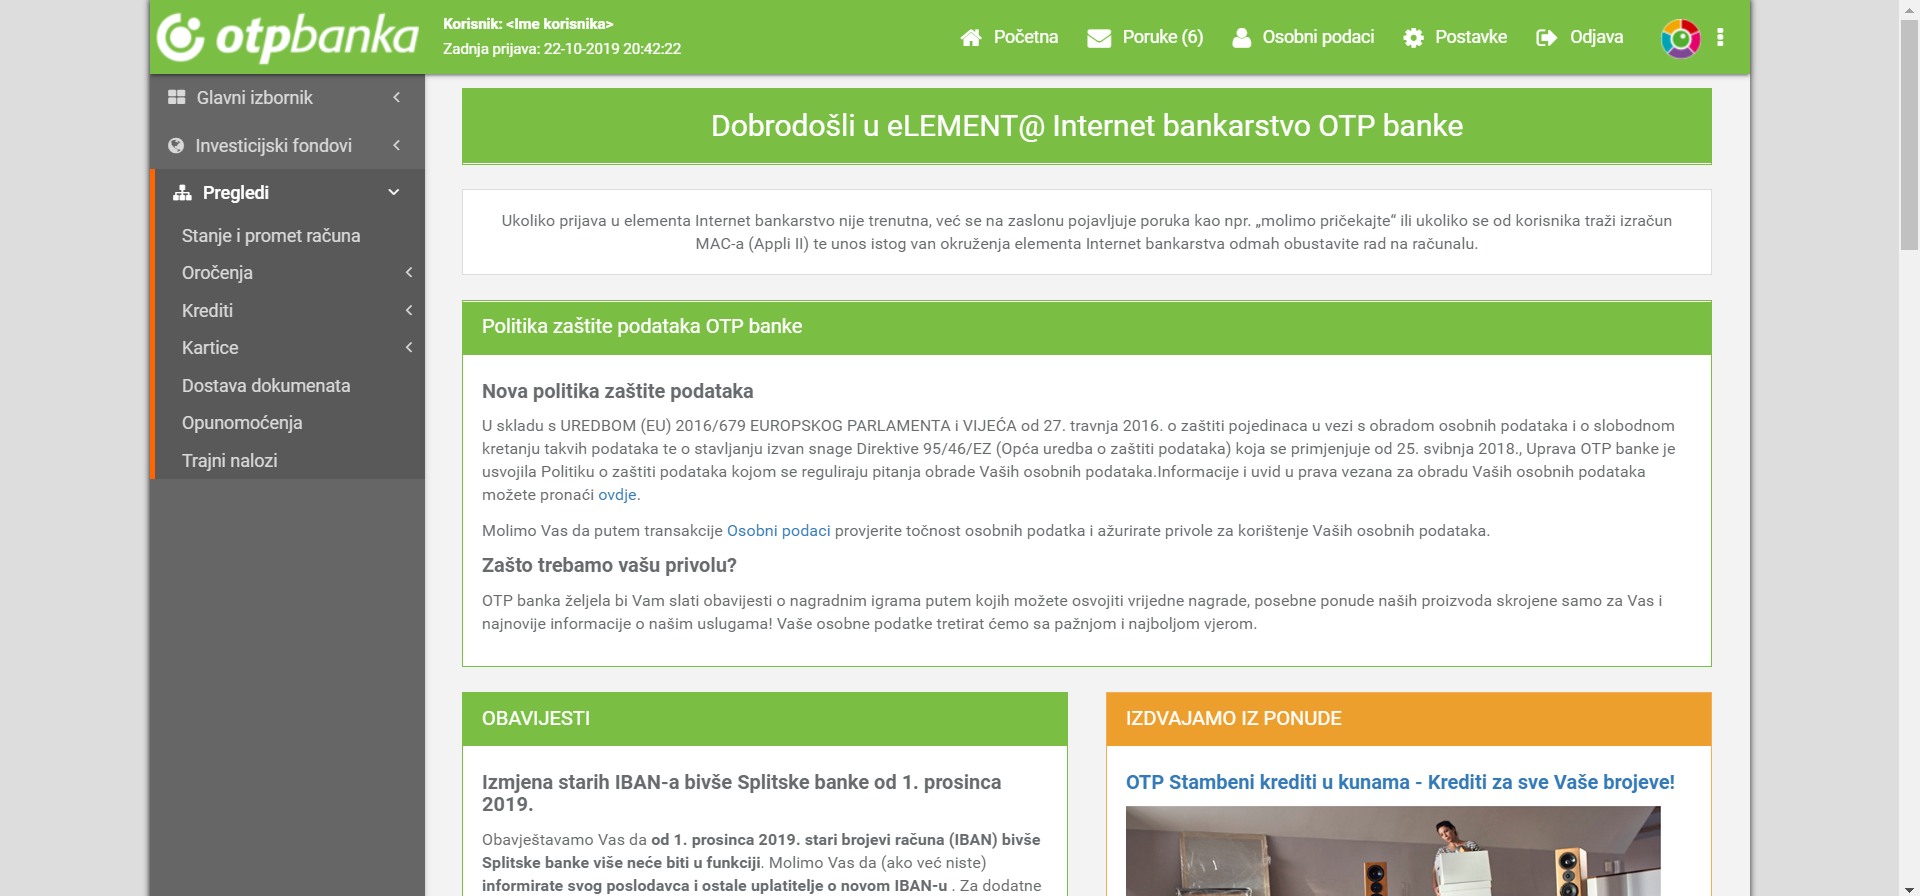 otpbanka
Korisnik: <Ime korisnika>
Zadnja prijava: 22-10-2019 20:42:22
Početna
Poruke (6)
Osobni podaci
Postavke
Odjava
Glavni izbornik
Investicijski fondovi
Pregledi
Stanje i promet računa
Oročenja
Krediti
Kartice
Dostava dokumenata
Opunomoćenja
Trajni nalozi
Dobrodošli u eLEMENT@ Internet bankarstvo OTP banke
Ukoliko prijava u elementa Internet bankarstvo nije trenutna, već se na zaslonu pojavljuje poruka kao npr. „molimo pričekajte“ ili ukoliko se od korisnika traži izračun
MAC-a (Appli II) te unos istog van okruženja elementa Internet bankarstva odmah obustavite rad na računalu.
Politika zaštite podataka OTP banke
Nova politika zaštite podataka
U skladu s UREDBOM (EU) 2016/679 EUROPSKOG PARLAMENTA i VIJEĆA od 27. travnja 2016. o zaštiti pojedinaca u vezi s obradom osobnih podataka i o slobodnom
kretanju takvih podataka te o stavljanju izvan snage Direktive 95/46/EZ (Opća uredba o zaštiti podataka) koja se primjenjuje od 25. svibnja 2018., Uprava OTP banke je
usvojila Politiku o zaštiti podataka kojom se reguliraju pitanja obrade Vaših osobnih podataka.Informacije i uvid u prava vezana za obradu Vaših osobnih podataka
možete pronaći ovdje.
Molimo Vas da putem transakcije Osobni podaci provjerite točnost osobnih podatka i ažurirate privole za korištenje Vaših osobnih podataka.
Zašto trebamo vašu privolu?
OTP banka željela bi Vam slati obavijesti o nagradnim igrama putem kojih možete osvojiti vrijedne nagrade, posebne ponude naših proizvoda skrojene samo za Vas i
najnovije informacije o našim uslugama! Vaše osobne podatke tretirat ćemo sa pažnjom i najboljom vjerom.
OBAVIJESTI
Izmjena starih IBAN-a bivše Splitske banke od 1. prosinca
2019.
Obavještavamo Vas da od 1. prosinca 2019. stari brojevi računa (IBAN) bivše
Splitske banke više neće biti u funkciji. Molimo Vas da (ako već niste)
informirate svog poslodavca i ostale uplatitelje o novom IBAN-u . Za dodatne
IZDVAJAMO IZ PONUDE
OTP Stambeni krediti u kunama - Krediti za sve Vaše brojeve!